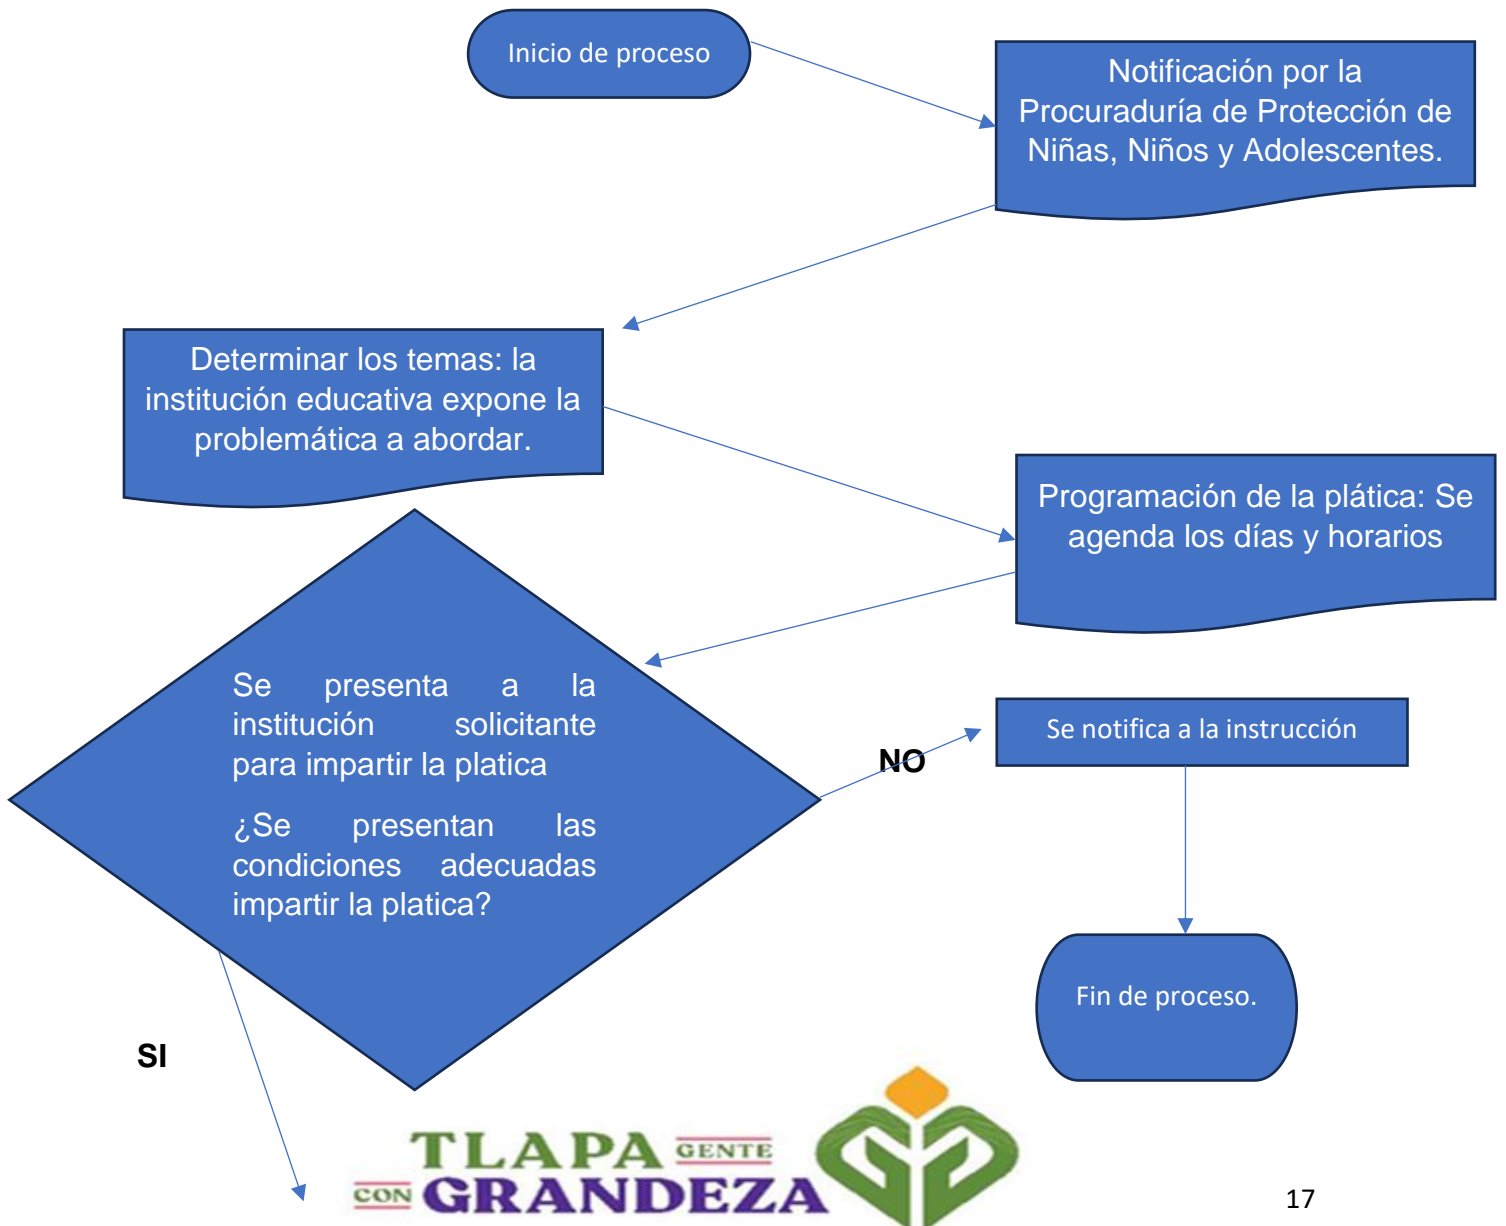 Inicio de proceso
Notificación por la
Procuraduría de Protección de
Niñas, Niños y Adolescentes.
Determinar los temas: la
institución educativa expone la
problemática a abordar.
Programación de la plática: Se
agenda los días y horarios
Se presenta a la
institución solicitante
para impartir la platica
¿Se presentan las
condiciones adecuadas
impartir la platica?
NO
Se notifica a la instrucción
Fin de proceso.
SI
TLAPA GENTE
CON GRANDEZA
17